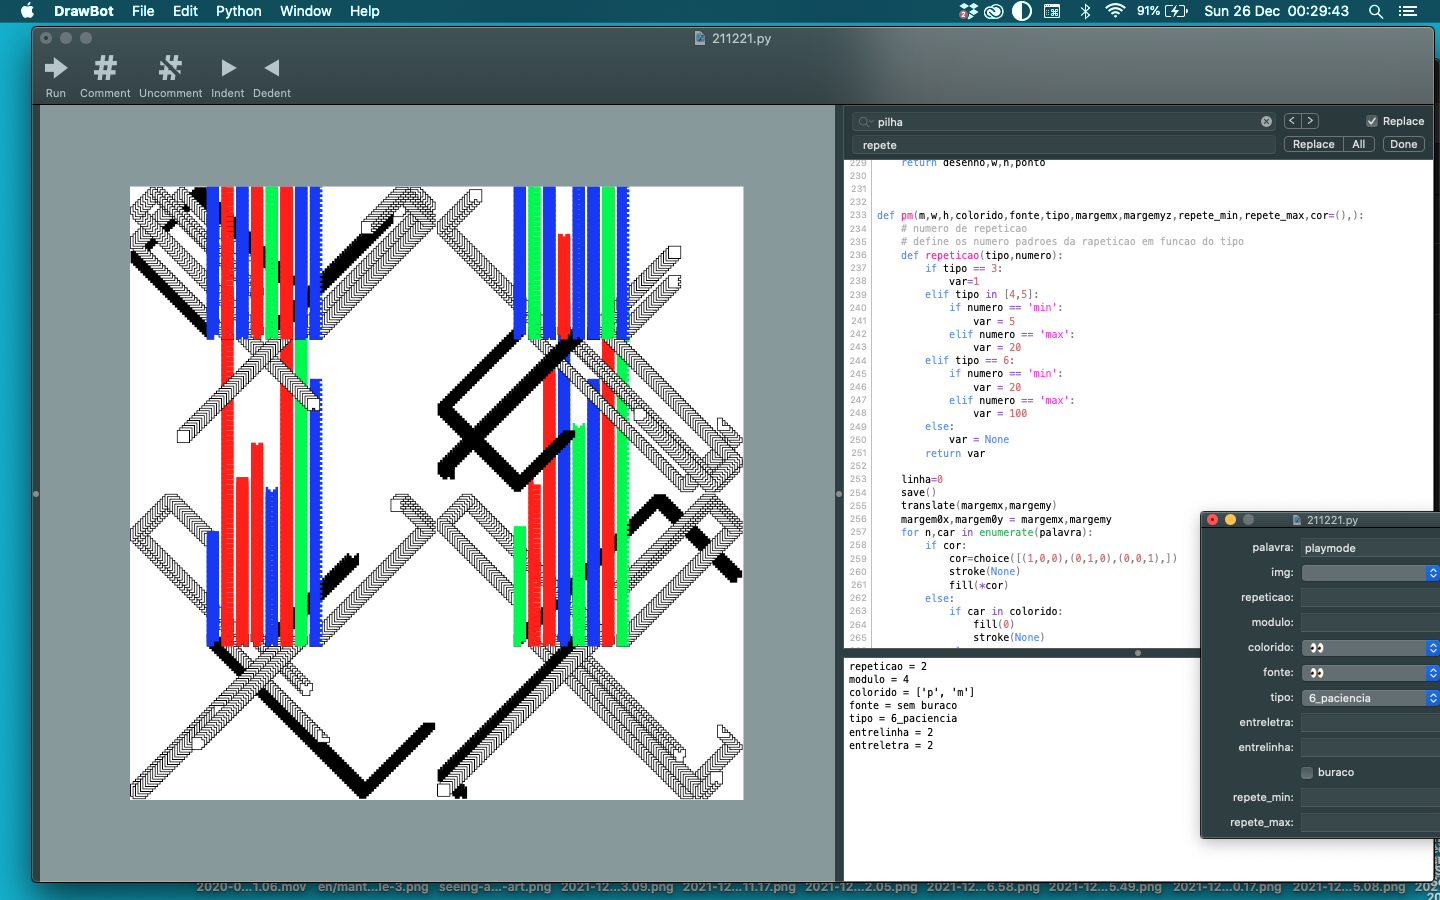 DrawBot File Edit Python Window Help 2 91% Sun 26 Dec 00:29:43
211221.py
Run Comment Uncomment Indent Dedent
pilha < > Replace
repete Replace All Done
229 return desenho,w,h,ponto
230
231
232
233 def pm(m,w,h,colorido,fonte,tipo,margemx,margemyz,repete_min,repete_max,cor=(),):
234 # numero de repeticao
235 # define os numero padroes da rapeticao em funcao do tipo
236 def repeticao(tipo,numero):
237 if tipo == 3:
238 var=1
239 elif tipo in [4,5]:
240 if numero == 'min':
241 var = 5
242 elif numero == 'max':
243 var = 20
244 elif tipo == 6:
245 if numero == 'min':
246 var = 20
247 elif numero == 'max':
248 var = 100
249 else:
250 var = None
251 return var
252
253 linha=0
254 save()
255 translate(margemx,margemy)
256 margem0x,margem0y = margemx,margemy
257 for n,car in enumerate(palavra):
258 if cor:
259 cor=choice([(1,0,0),(0,1,0),(0,0,1),])
260 stroke(None)
261 fill(*cor)
262 else:
263 if car in colorido:
264 fill(0)
265 stroke(None)
repeticao = 2
modulo = 4
colorido = ['p', 'm']
fonte = sem buraco
tipo = 6_paciencia
entrelinha = 2
entreletra = 2
211221.py
palavra: playmode
img:
repeticao:
modulo:
colorido: 👀
fonte: 👀
tipo: 6_paciencia
entreletra:
entrelinha:
buraco
repete_min:
repete_max:
2020-0...1.06.mov en/mant...le-3.png seeing-a...-art.png 2021-12...3.09.png 2021-12...11.17.png 2021-12...2.05.png 2021-12...6.58.png 2021-12...5.49.png 2021-12...0.17.png 2021-12...5.08.png